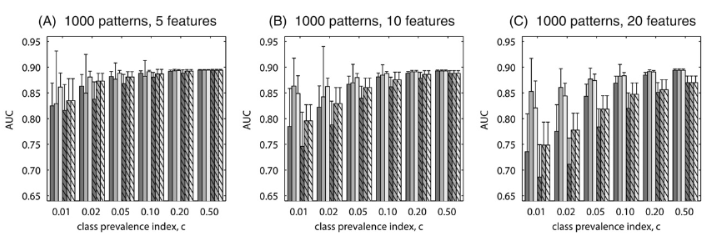 (A) 1000 patterns, 5 features
0.95
0.90
0.85
0.80
0.75
0.70
0.65
AUC
0.01 0.02 0.05 0.10 0.20 0.50
class prevalence index, c
(B) 1000 patterns, 10 features
0.95
0.90
0.85
0.80
0.75
0.70
0.65
AUC
0.01 0.02 0.05 0.10 0.20 0.50
class prevalence index, c
(C) 1000 patterns, 20 features
0.95
0.90
0.85
0.80
0.75
0.70
0.65
AUC
0.01 0.02 0.05 0.10 0.20 0.50
class prevalence index, c